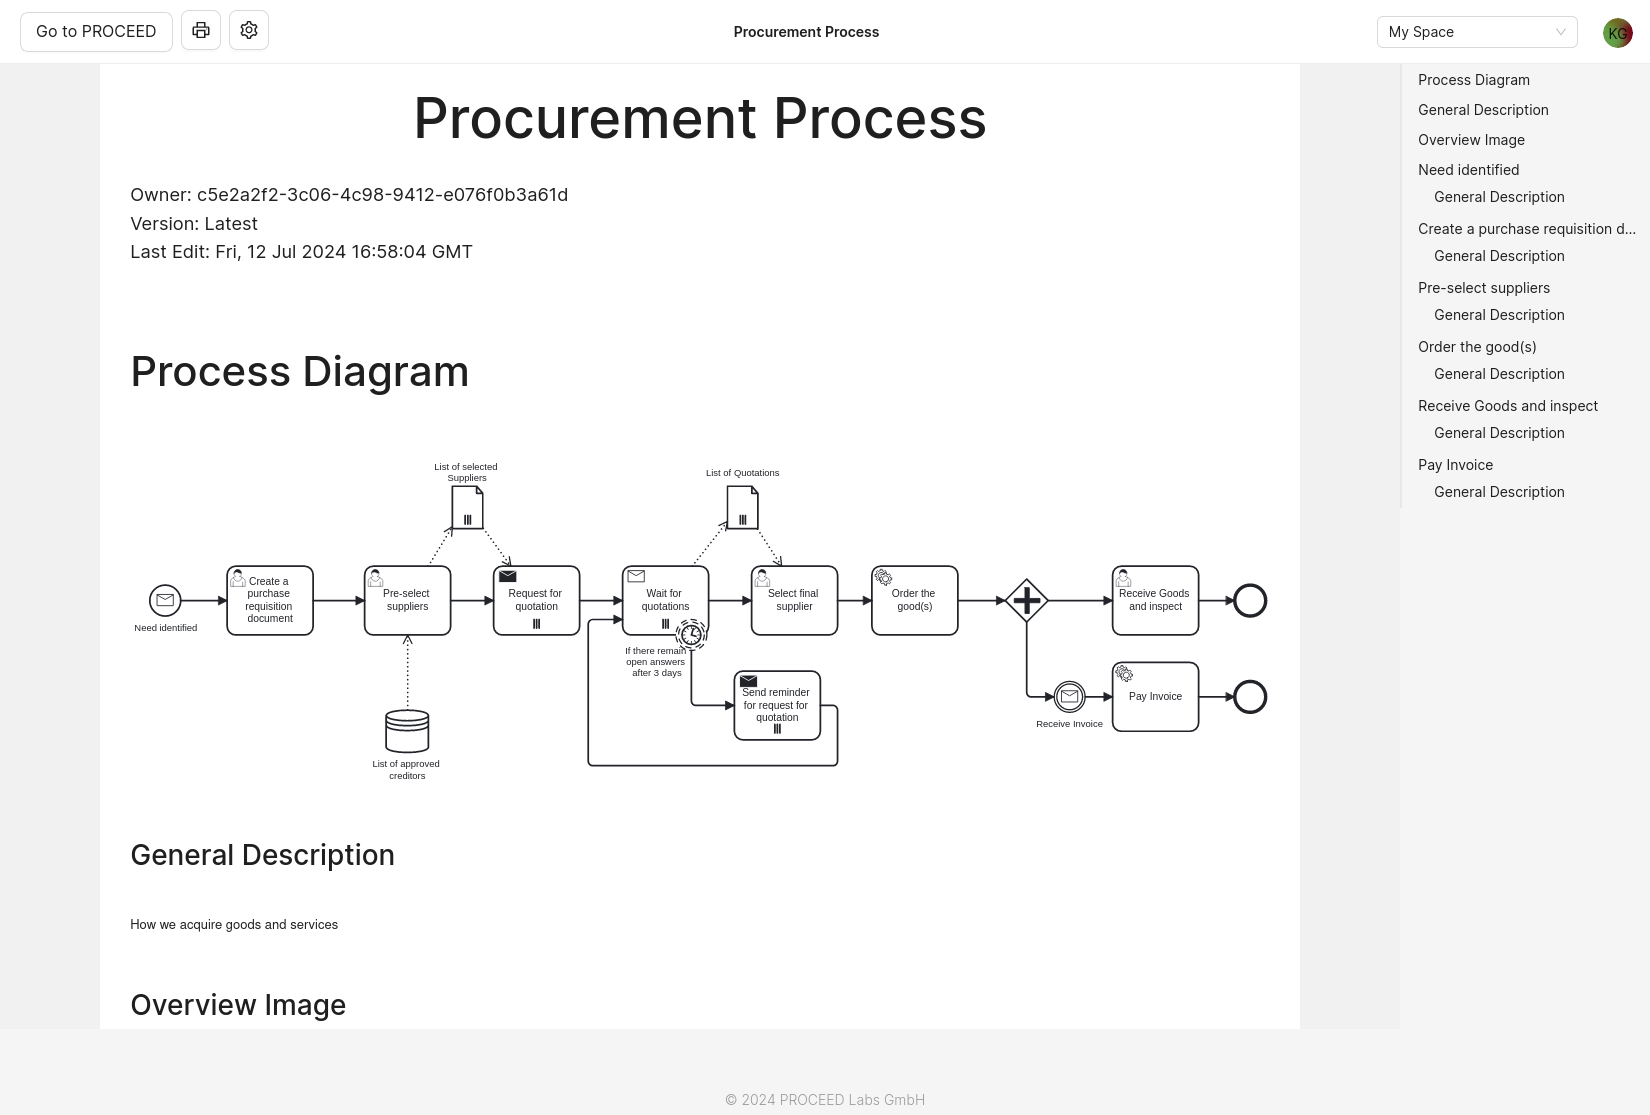 Go to PROCEED
Procurement Process
My Space
KG
Procurement Process
Owner: c5e2a2f2-3c06-4c98-9412-e076f0b3a61d
Version: Latest
Last Edit: Fri, 12 Jul 2024 16:58:04 GMT
Process Diagram
List of selected
Suppliers
List of Quotations
Need identified
Create a
purchase
requisition
document
Pre-select
suppliers
Request for
quotation
Wait for
quotations
Select final
supplier
Order the
good(s)
Receive Goods
and inspect
If there remain
open answers
after 3 days
Send reminder
for request for
quotation
Receive Invoice
Pay Invoice
List of approved
creditors
General Description
How we acquire goods and services
Overview Image
Process Diagram
General Description
Overview Image
Need identified
General Description
Create a purchase requisition d...
General Description
Pre-select suppliers
General Description
Order the good(s)
General Description
Receive Goods and inspect
General Description
Pay Invoice
General Description
© 2024 PROCEED Labs GmbH